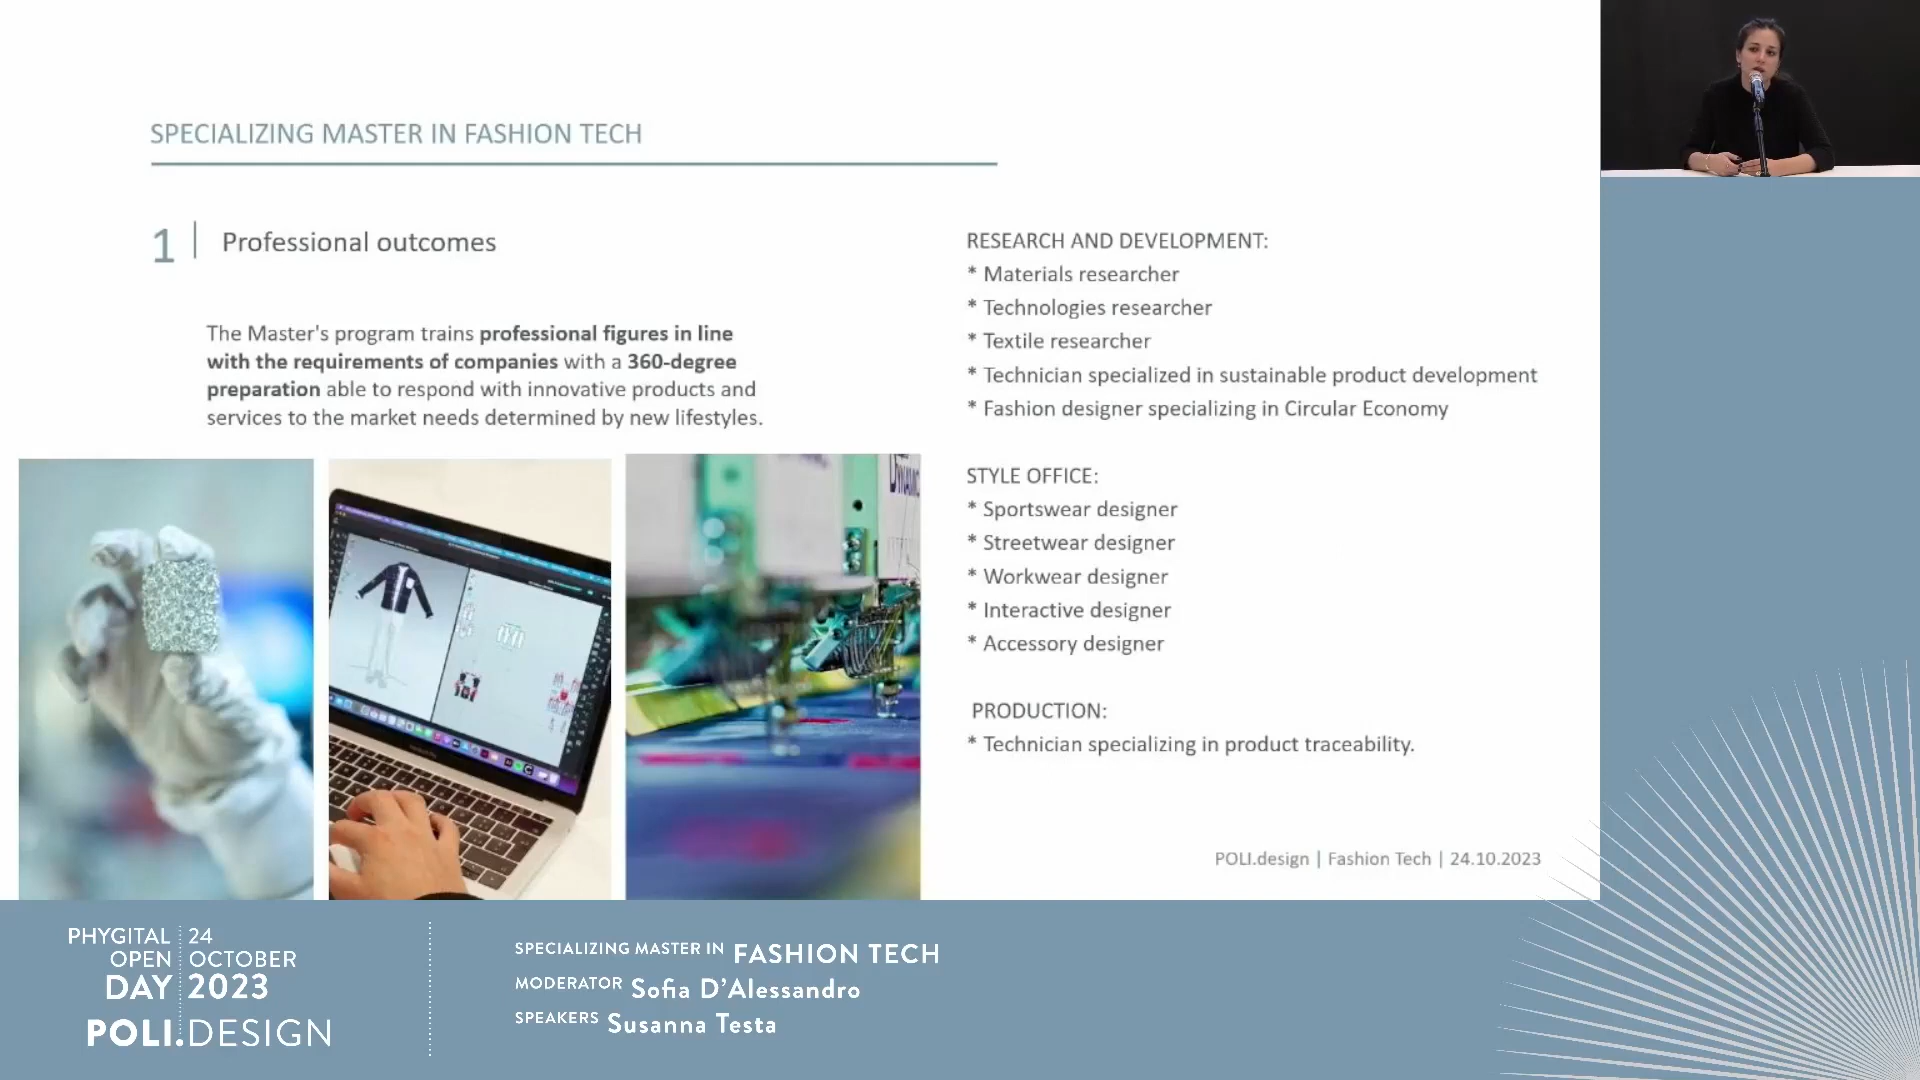 SPECIALIZING MASTER IN FASHION TECH
1 | Professional outcomes
The Master's program trains professional figures in line
with the requirements of companies with a 360-degree
preparation able to respond with innovative products and
services to the market needs determined by new lifestyles.
RESEARCH AND DEVELOPMENT:
* Materials researcher
* Technologies researcher
* Textile researcher
* Technician specialized in sustainable product development
* Fashion designer specializing in Circular Economy
STYLE OFFICE:
* Sportswear designer
* Streetwear designer
* Workwear designer
* Interactive designer
* Accessory designer
PRODUCTION:
* Technician specializing in product traceability.
POLI.design | Fashion Tech | 24.10.2023
PHYGITAL
OPEN
DAY
24
OCTOBER
2023
POLI.DESIGN
SPECIALIZING MASTER IN FASHION TECH
MODERATOR Sofia D'Alessandro
SPEAKERS Susanna Testa